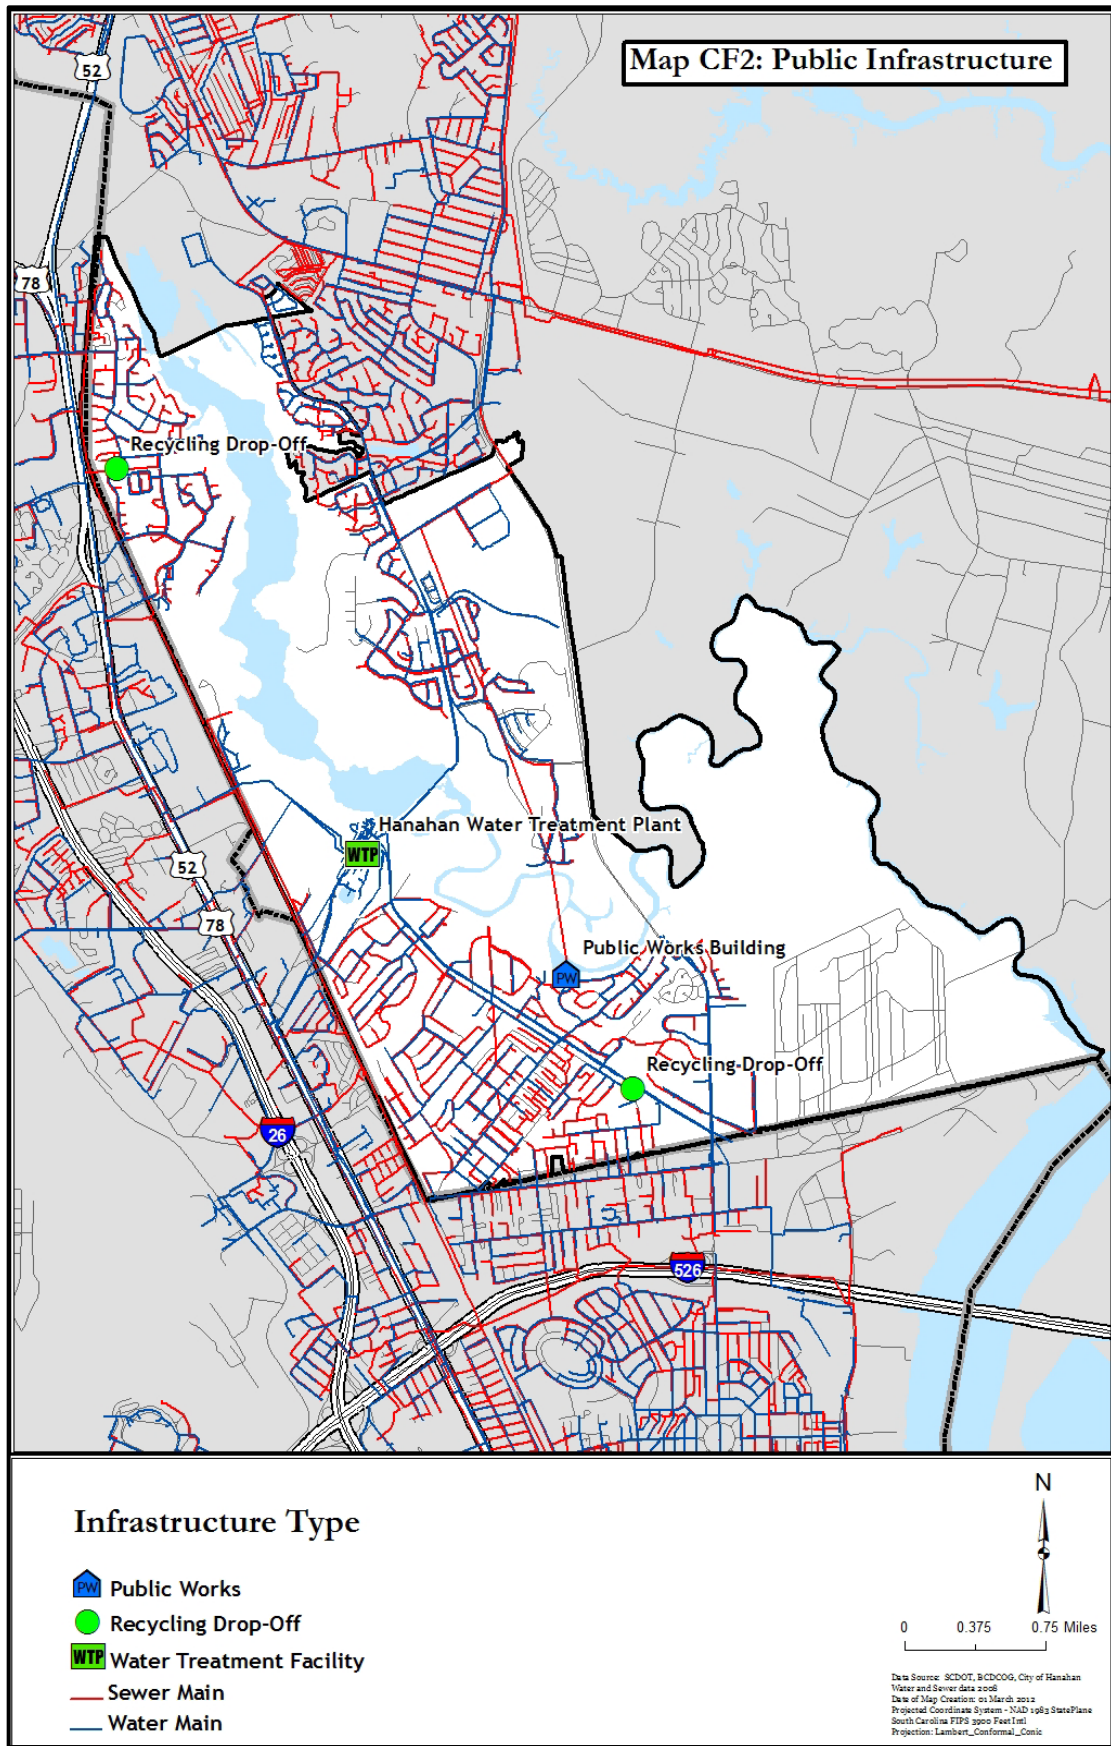 Map CF2: Public Infrastructure
52
78
Recycling Drop-Off
Hanahan Water Treatment Plant
WTP
52
78
Public Works Building
PW
Recycling Drop-Off
26
526
Infrastructure Type
PW Public Works
Recycling Drop-Off
WTP Water Treatment Facility
Sewer Main
Water Main
N
0 0.375 0.75 Miles
Data Source: SCDOT, BCDCOG, City of Hanahan
Water and Sewer data 2008
Date of Map Creation: 01 March 2012
Projected Coordinate System - NAD 1983 StatePlane
South Carolina FIPS 3900 Feet Intl
Projection: Lambert_Conformal_Conic